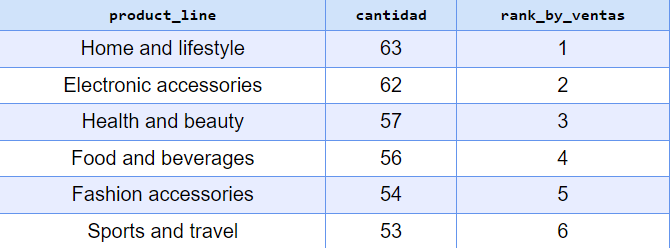 product_line cantidad rank_by_ventas
Home and lifestyle 63 1
Electronic accessories 62 2
Health and beauty 57 3
Food and beverages 56 4
Fashion accessories 54 5
Sports and travel 53 6